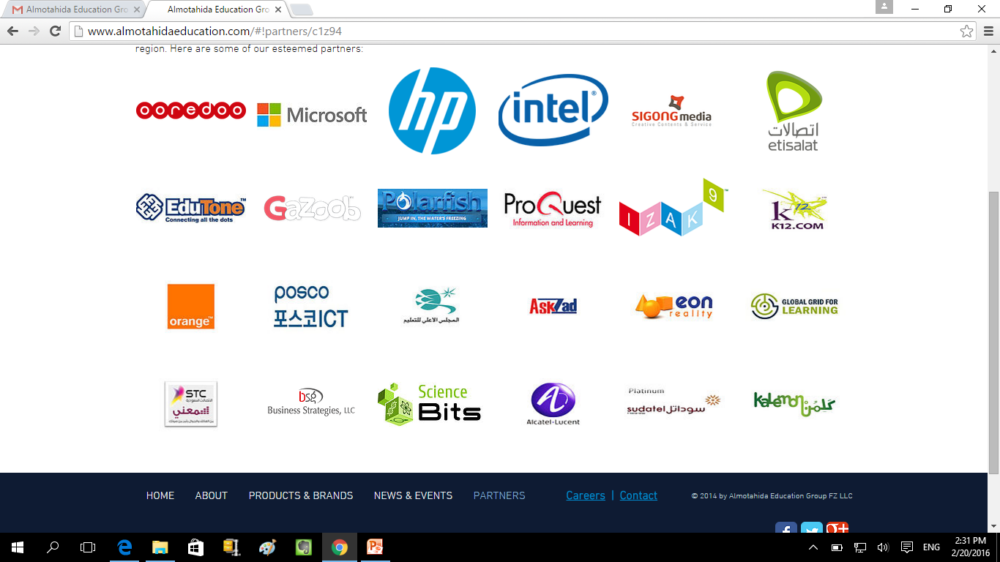 Almotahida Education Gro
Almotahida Education Gro
www.almotahidaeducation.com/#!partners/c1z94
region. Here are some of our esteemed partners:
ooredoo
Microsoft
hp
intel®
SIGONG media
Creative Contents & Service
اتصالات
etisalat
EduTone™
Connecting all the dots
Gazoob
Polarfish
JUMP IN, THE WATER'S FREEZING
ProQuest
Information and Learning
IZAK9™
k12
K12.COM
orange™
posco
포스코ICT
المجلس الأعلى للتعليم
AskZad
eon
reality
GLOBAL GRID FOR
LEARNING
STC
الاتصالات السعودية
bsg
Business Strategies, LLC
Science
Bits
Alcatel-Lucent
Platinum
sudatel سوداتل
kalemon كلمن
HOME
ABOUT
PRODUCTS & BRANDS
NEWS & EVENTS
PARTNERS
Careers | Contact
© 2014 by Almotahida Education Group FZ LLC
ENG
2:31 PM
2/20/2016